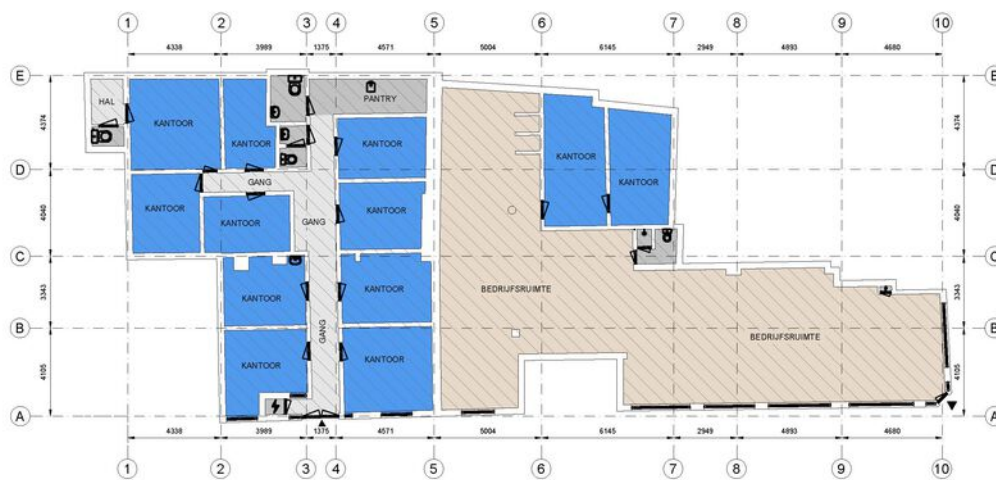 1 2 3 4 5 6 7 8 9 10
4338 3989 1375 4571 5004 6145 2949 4893 4680
E E
HAL
PANTRY
4374 4374
KANTOOR KANTOOR KANTOOR KANTOOR
D D
GANG KANTOOR
KANTOOR KANTOOR GANG KANTOOR
4040 4040
C C
KANTOOR KANTOOR BEDRIJFSRUIMTE
3343 3343
B B
GANG BEDRIJFSRUIMTE
KANTOOR KANTOOR
4105 4105
A A
4338 3989 1375 4571 5004 6145 2949 4893 4680
1 2 3 4 5 6 7 8 9 10